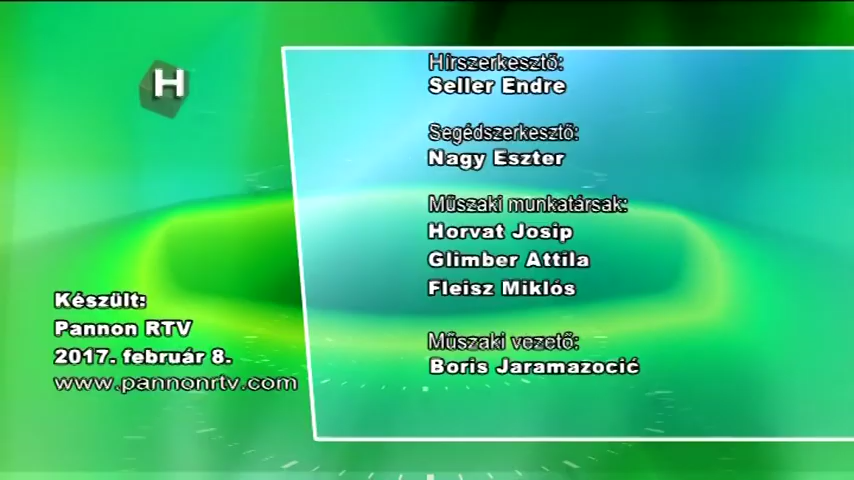 H
Hírszerkesztő:
Seller Endre
Segédszerkesztő:
Nagy Eszter
Műszaki munkatársak:
Horvat Josip
Glimber Attila
Fleisz Miklós
Műszaki vezető:
Boris Jaramazocić
Készült:
Pannon RTV
2017. február 8.
www.pannonrtv.com